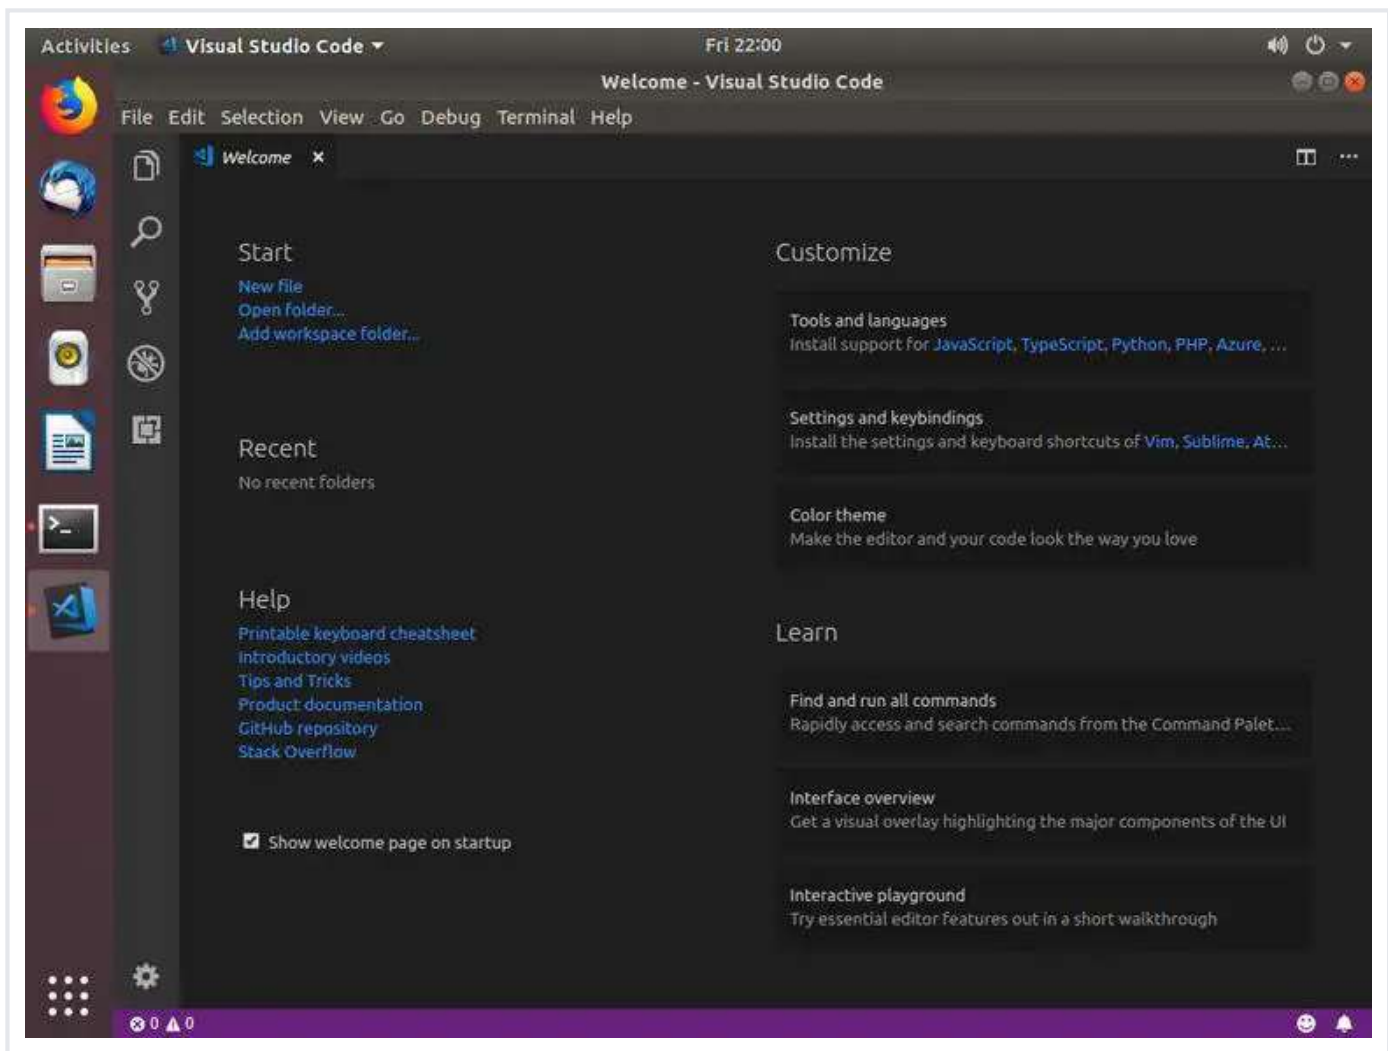 Activities
Visual Studio Code
Fri 22:00
Welcome - Visual Studio Code
File Edit Selection View Go Debug Terminal Help
Welcome
Start
New file
Open folder...
Add workspace folder...
Recent
No recent folders
Help
Printable keyboard cheatsheet
Introductory videos
Tips and Tricks
Product documentation
GitHub repository
Stack Overflow
Show welcome page on startup
Customize
Tools and languages
Install support for JavaScript, TypeScript, Python, PHP, Azure, ...
Settings and keybindings
Install the settings and keyboard shortcuts of Vim, Sublime, At...
Color theme
Make the editor and your code look the way you love
Learn
Find and run all commands
Rapidly access and search commands from the Command Palet...
Interface overview
Get a visual overlay highlighting the major components of the UI
Interactive playground
Try essential editor features out in a short walkthrough
0 0